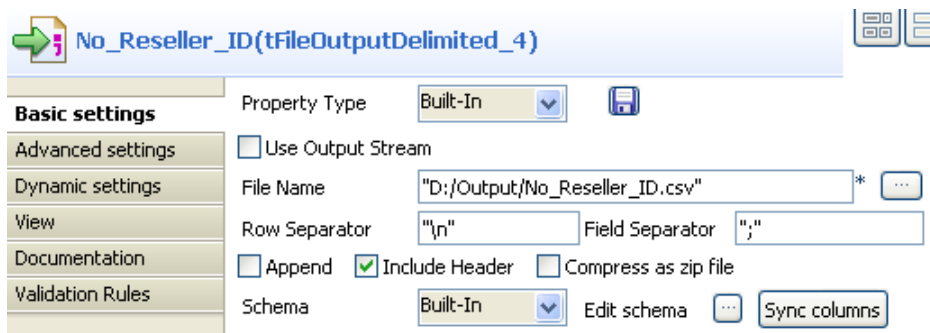 No_Reseller_ID(tFileOutputDelimited_4)
Basic settings
Advanced settings
Dynamic settings
View
Documentation
Validation Rules
Property Type Built-In
Use Output Stream
File Name "D:/Output/No_Reseller_ID.csv" * ...
Row Separator "\n" Field Separator ";"
Append Include Header Compress as zip file
Schema Built-In Edit schema ... Sync columns